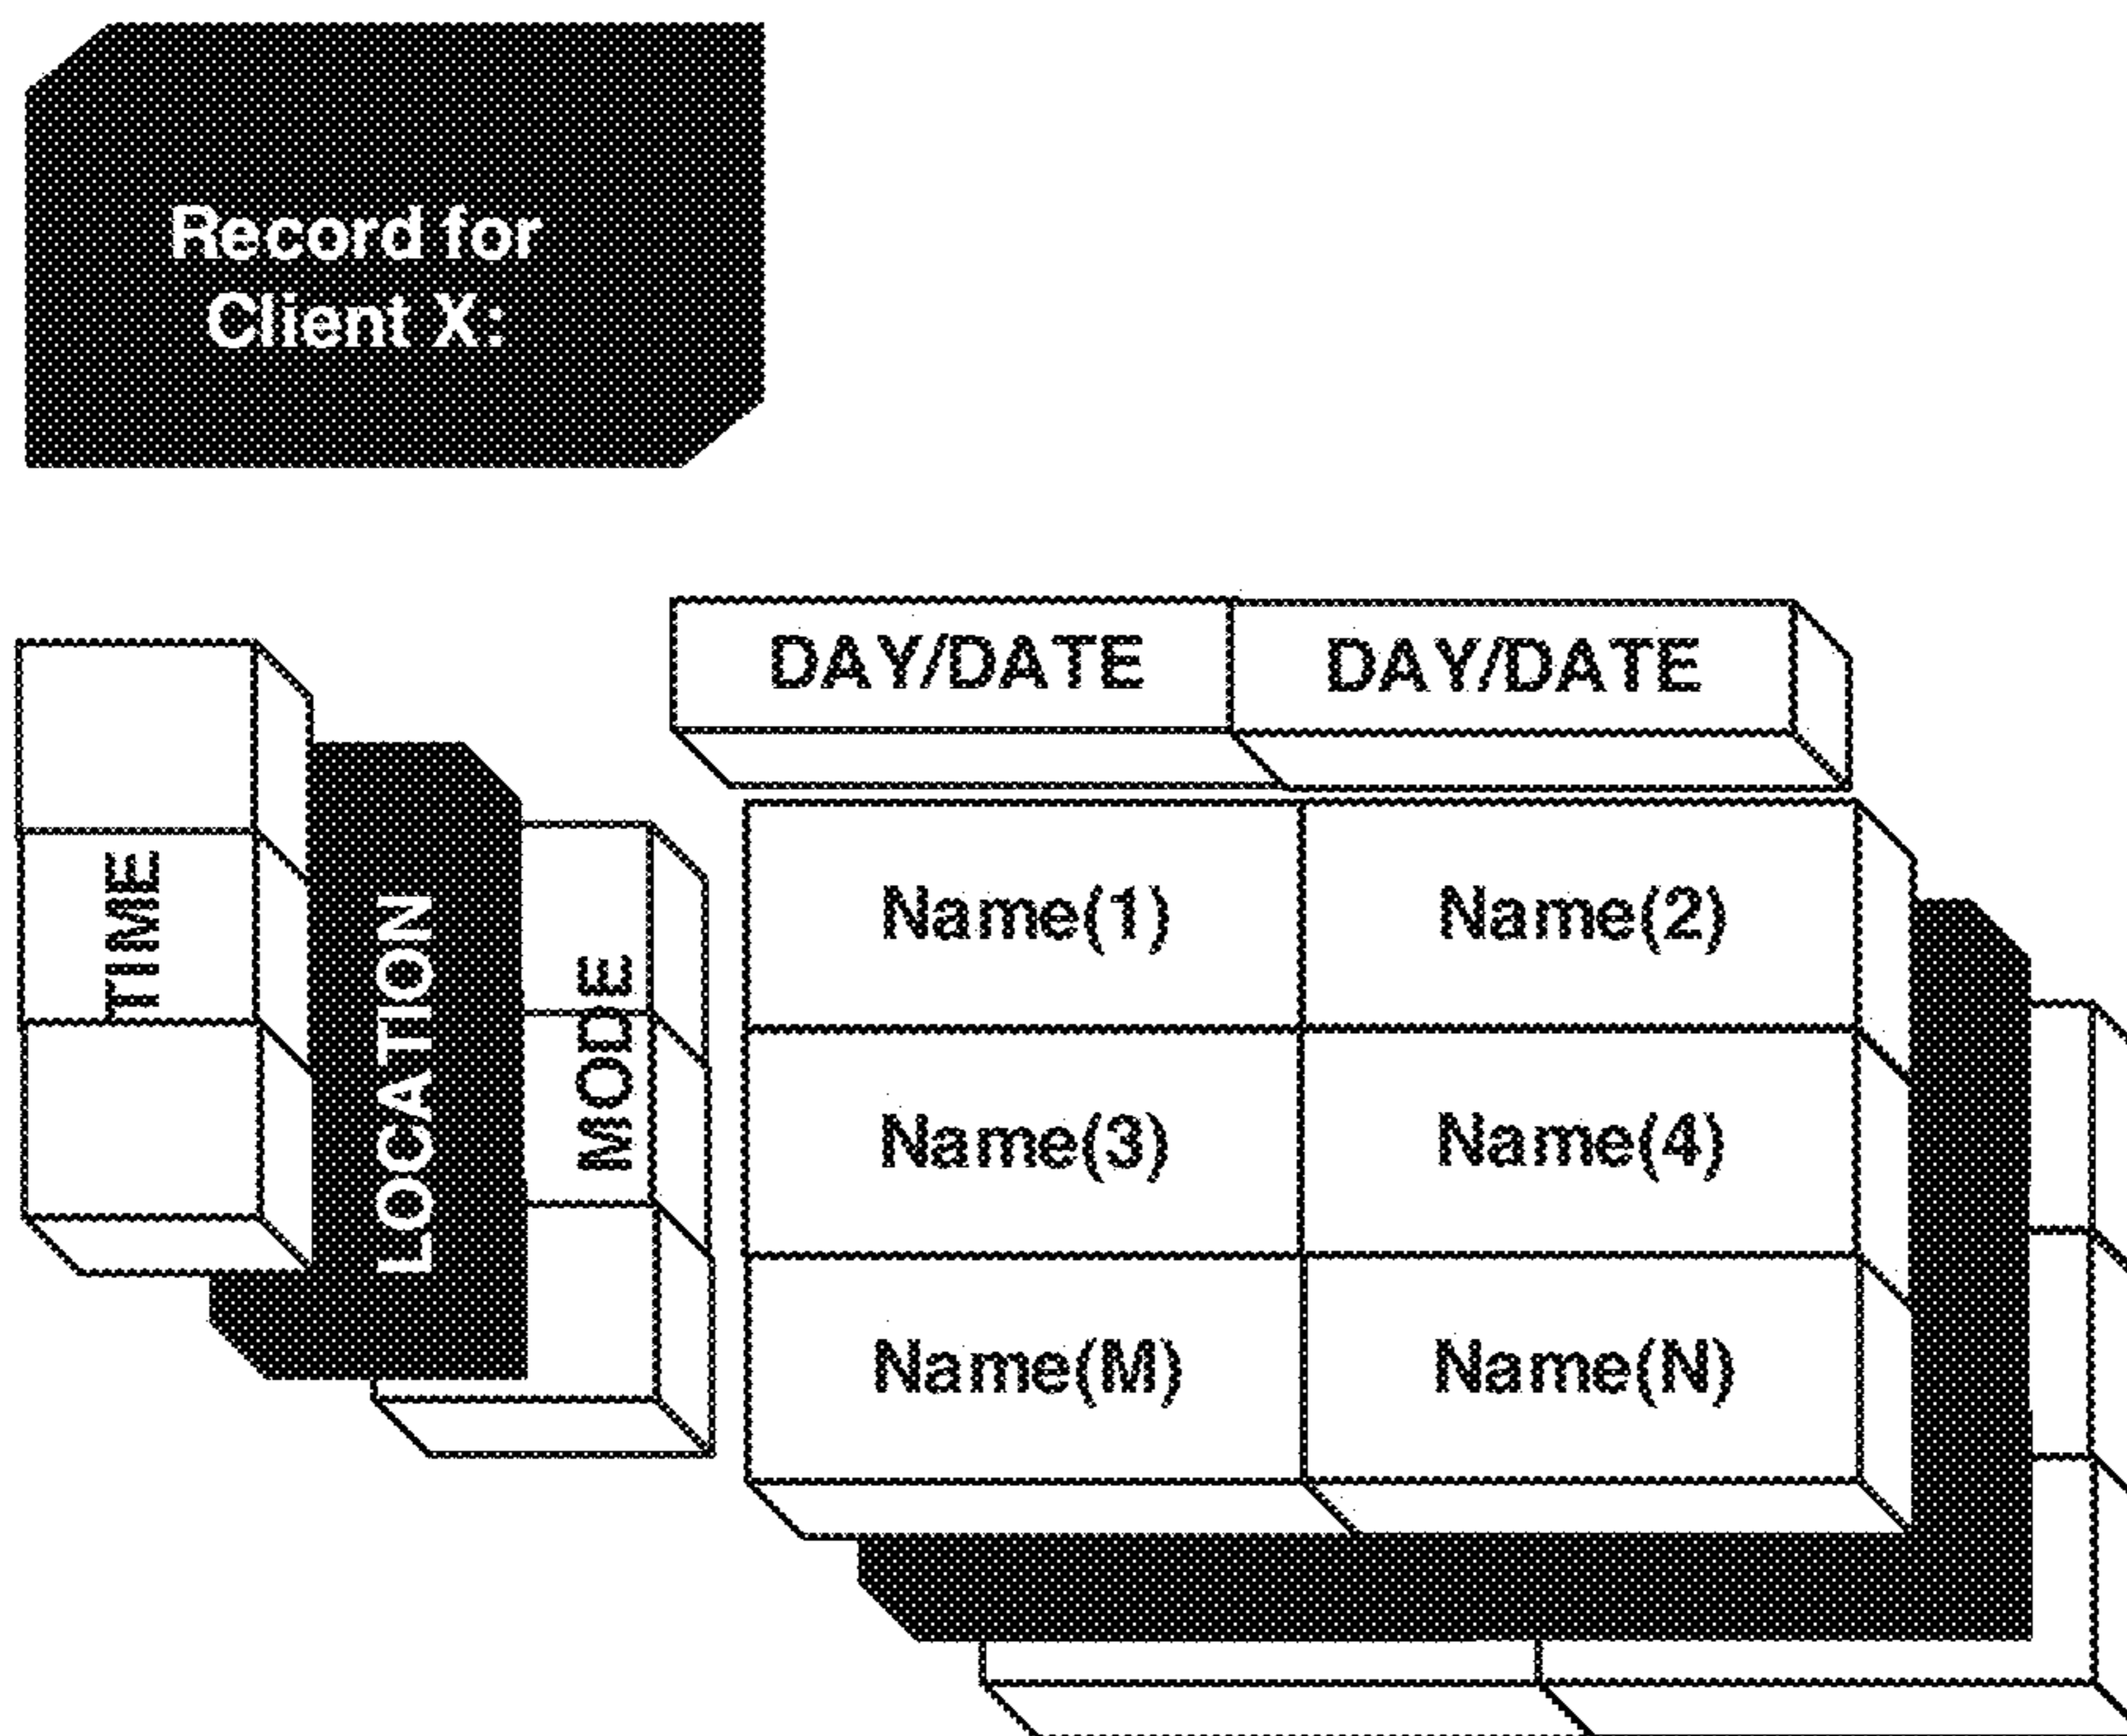 Record for
Client X:
DAY/DATE DAY/DATE
TIME
LOCATION
MODE
Name(1) Name(2)
Name(3) Name(4)
Name(M) Name(N)